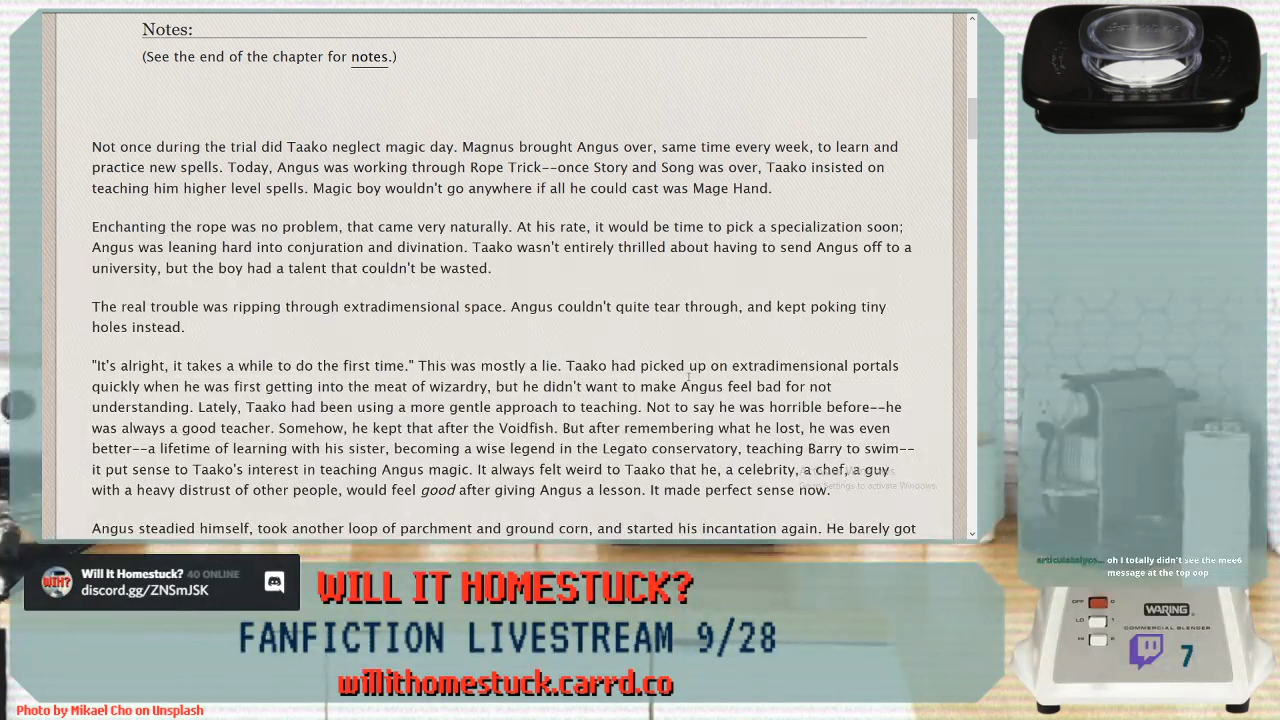 Notes:
(See the end of the chapter for notes.)
Not once during the trial did Taako neglect magic day. Magnus brought Angus over, same time every week, to learn and
practice new spells. Today, Angus was working through Rope Trick--once Story and Song was over, Taako insisted on
teaching him higher level spells. Magic boy wouldn't go anywhere if all he could cast was Mage Hand.
Enchanting the rope was no problem, that came very naturally. At his rate, it would be time to pick a specialization soon;
Angus was leaning hard into conjuration and divination. Taako wasn't entirely thrilled about having to send Angus off to a
university, but the boy had a talent that couldn't be wasted.
The real trouble was ripping through extradimensional space. Angus couldn't quite tear through, and kept poking tiny
holes instead.
"It's alright, it takes a while to do the first time." This was mostly a lie. Taako had picked up on extradimensional portals
quickly when he was first getting into the meat of wizardry, but he didn't want to make Angus feel bad for not
understanding. Lately, Taako had been using a more gentle approach to teaching. Not to say he was horrible before--he
was always a good teacher. Somehow, he kept that after the Voidfish. But after remembering what he lost, he was even
better--a lifetime of learning with his sister, becoming a wise legend in the Legato conservatory, teaching Barry to swim--
it put sense to Taako's interest in teaching Angus magic. It always felt weird to Taako that he, a celebrity, a chef, a guy
with a heavy distrust of other people, would feel good after giving Angus a lesson. It made perfect sense now.
Go to Settings to activate Windows.
Angus steadied himself, took another loop of parchment and ground corn, and started his incantation again. He barely got
oh I totally didn't see the mee6
message at the top oop
WIH?
Will It Homestuck? 40 ONLINE
discord.gg/ZNSmJSK
WILL IT HOMESTUCK?
FANFICTION LIVESTREAM 9/28
willithomestuck.carrd.co
Photo by Mikael Cho on Unsplash
OFF 0
LO I
HI II
WARING
COMMERCIAL BLENDER
7